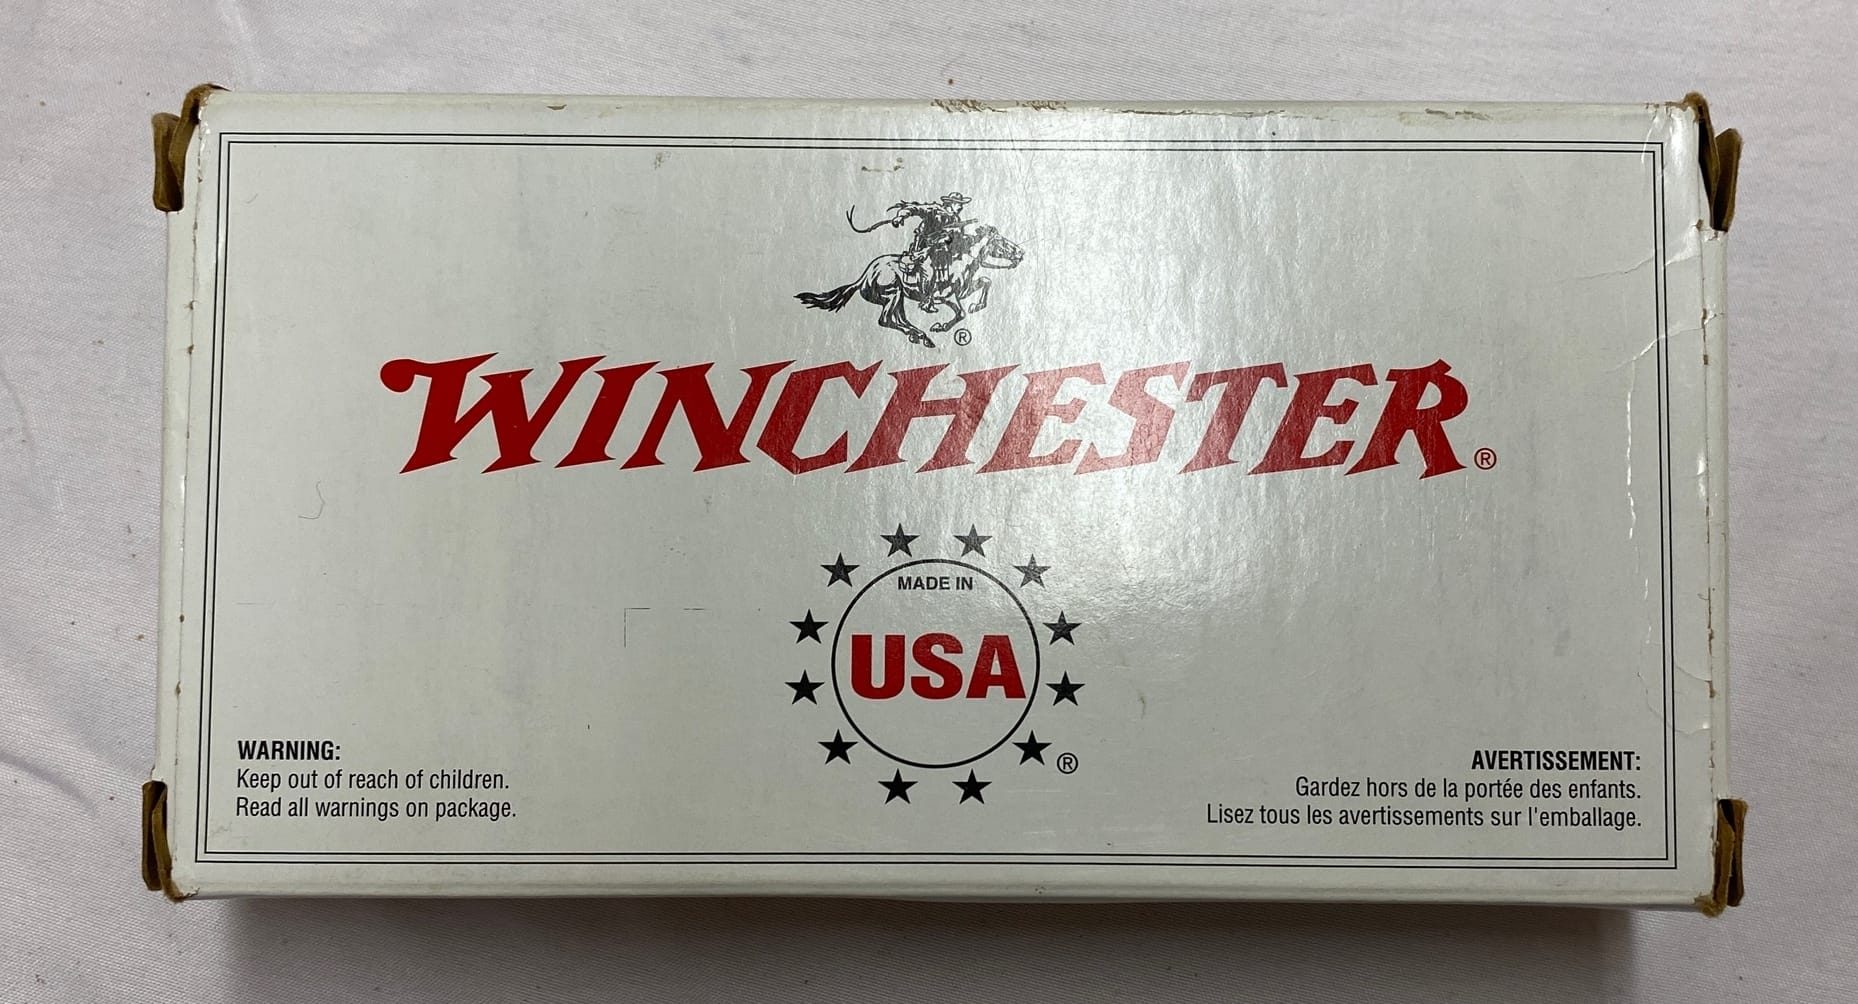 ®
WINCHESTER®
MADE IN
USA
®
WARNING:
Keep out of reach of children.
Read all warnings on package.
AVERTISSEMENT:
Gardez hors de la portée des enfants.
Lisez tous les avertissements sur l'emballage.